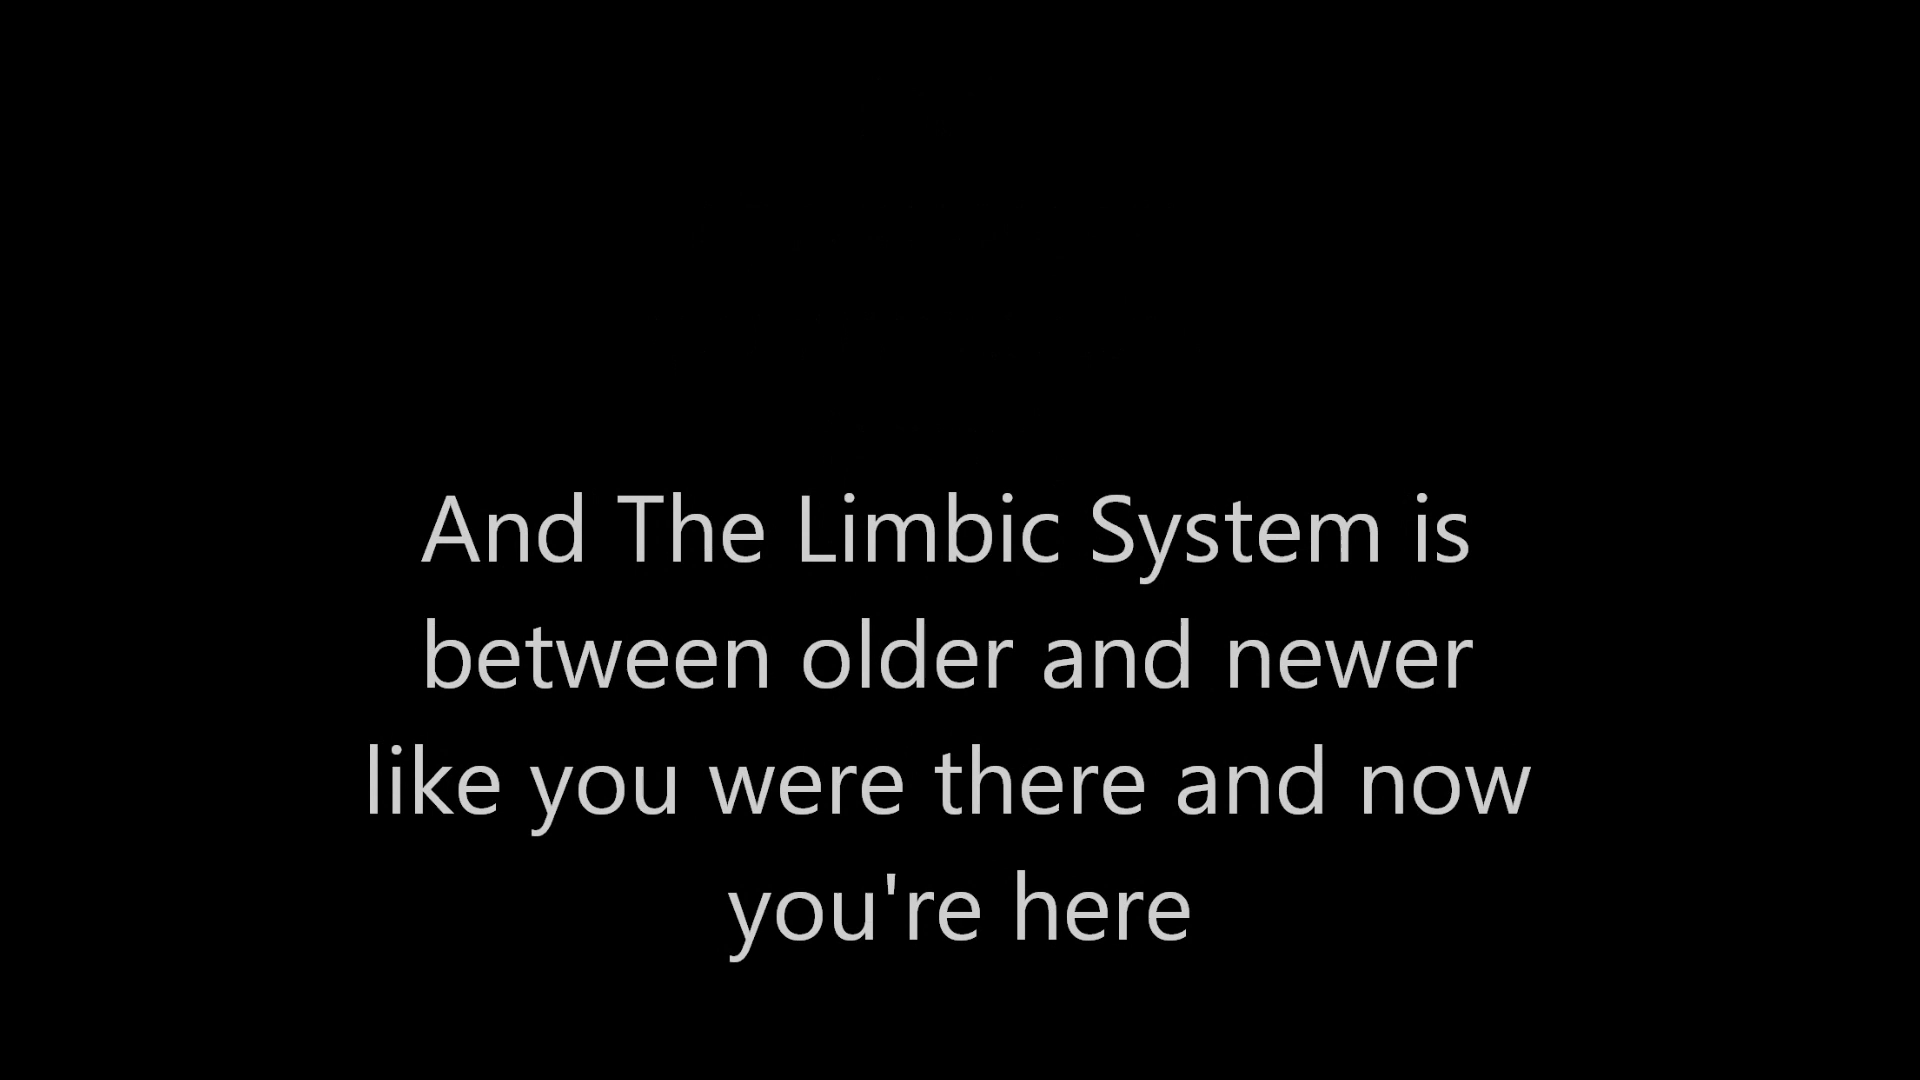 And The Limbic System is
between older and newer
like you were there and now
you're here